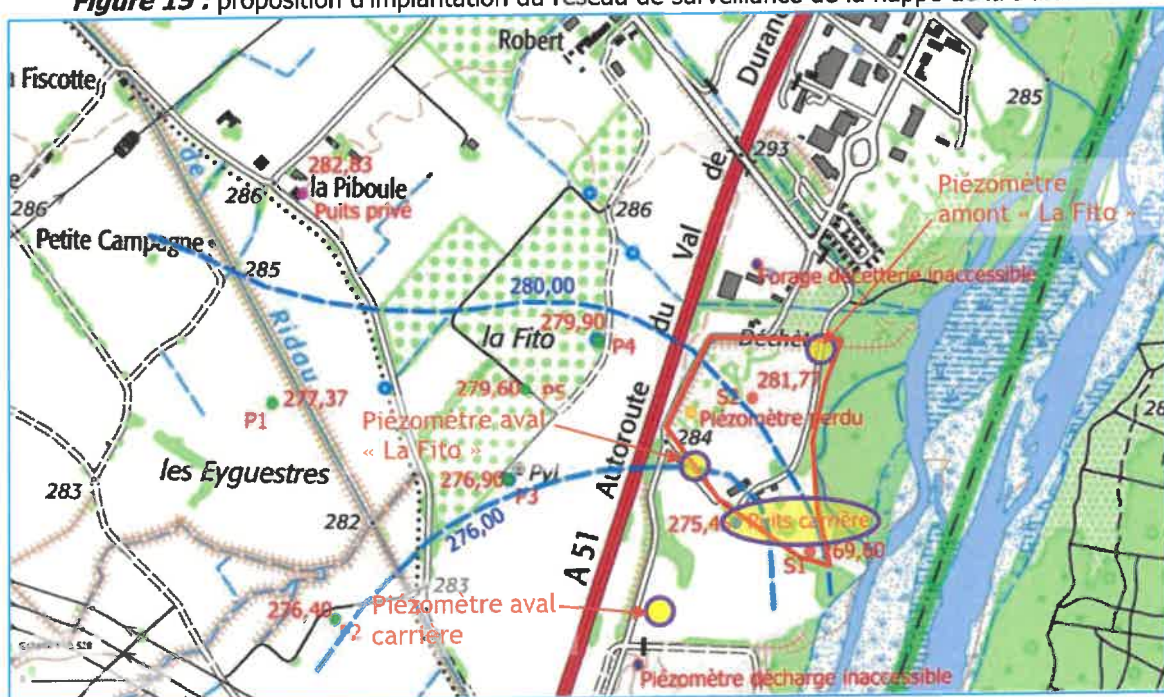 Figure 19 : proposition d'implantation du réseau de surveillance de la nappe
Fiscotte
Robert
Durance
285
293
de
282,83
la Piboule
Puits privé
286
286
286
Piézomètre
amont « La Fito »
Petite Campagne
285
de
Val
Forage décetterie inaccessible
280,00
279,90
la Fito
P4
du
Ridau
281,77
277,37
P1
279,60
P5
S2
Piézomètre perdu
Piézomètre aval
« La Fito »
284
Autoroute
les Eyguestres
Pyl
276,90
P3
283
282
276,00
275,4
Puits carrière
269,60
S1
A 51
283
276,40
P2
Piézomètre aval
carrière
Piézomètre décharge inaccessible